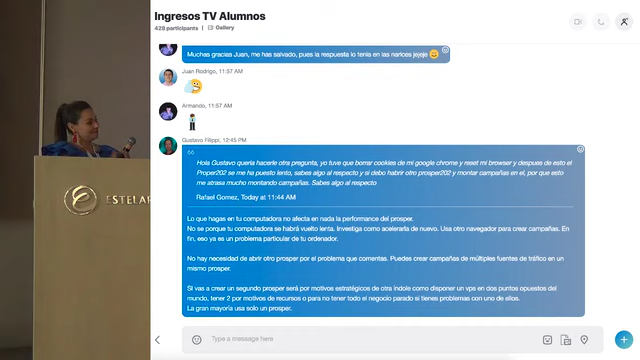 Ingresos TV Alumnos
428 participants | Gallery
Muchas gracias Juan, me has salvado, pues la respuesta lo tenía en las narices jejeje
Juan Rodrigo, 11:57 AM
Armando, 11:57 AM
Gustavo Filippi, 12:45 PM
Hola Gustavo quería hacerle otra pregunta, yo tuve que borrar cookies de mi google chrome y reset mi browser y despues de esto el
Proper202 se me ha puesto lento, sabes algo al respecto y si debo habrir otro prosper202 y montar campañas en el, por que esto
me atrasa mucho montando campañas. Sabes algo al respecto
Rafael Gomez, Today at 11:44 AM
Lo que hagas en tu computadora no afecta en nada la performance del prosper.
No se porque tu computadora se habrá vuelto lenta. Investiga como acelerarla de nuevo. Usa otro navegador para crear campañas. En
fin, eso ya es un problema particular de tu ordenador.
No hay necesidad de abrir otro prosper por el problema que comentas. Puedes crear campañas de múltiples fuentes de tráfico en un
mismo prosper.
SI vas a crear un segundo prosper será por motivos estratégicos de otra índole como disponer un vps en dos puntos opuestos del
mundo, tener 2 por motivos de recursos o para no tener todo el negocio parado si tienes problemas con uno de ellos.
La gran mayoría usa solo un prosper.
Type a message here
ESTELAR